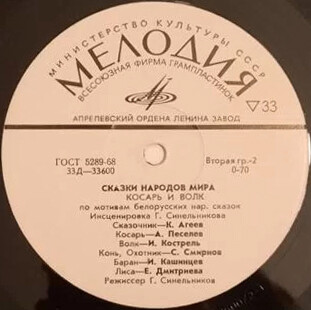 МИНИСТЕРСТВО КУЛЬТУРЫ СССР
МЕЛОДИЯ
ВСЕСОЮЗНАЯ ФИРМА ГРАМПЛАСТИНОК
33
АПРЕЛЕВСКИЙ ОРДЕНА ЛЕНИНА ЗАВОД
ГОСТ 5289-68 Вторая гр.-2
33Д—33600 0-70
СКАЗКИ НАРОДОВ МИРА
КОСАРЬ И ВОЛК
по мотивам белорусских нар. сказок
Инсценировка Г. Синельникова
Сказочник—К. Агеев
Косарь—А. Песелев
Волк—И. Кострель
Конь, Охотник—С. Смирнов
Баран—И. Кашинцев
Лиса—Е. Дмитриева
Режиссер Г. Синельников